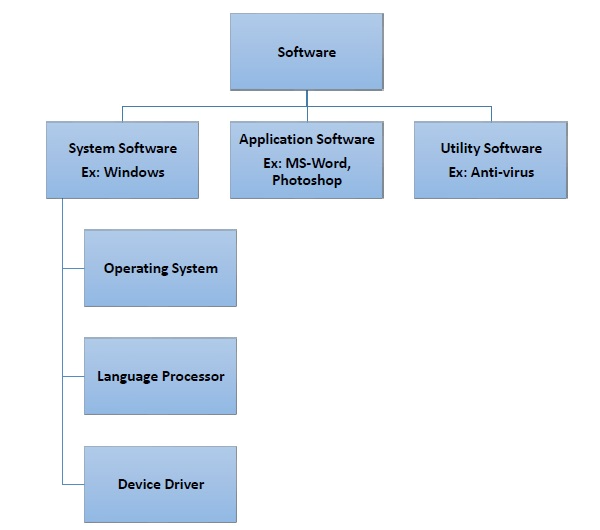 Software
System Software
Ex: Windows
Application Software
Ex: MS-Word,
Photoshop
Utility Software
Ex: Anti-virus
Operating System
Language Processor
Device Driver